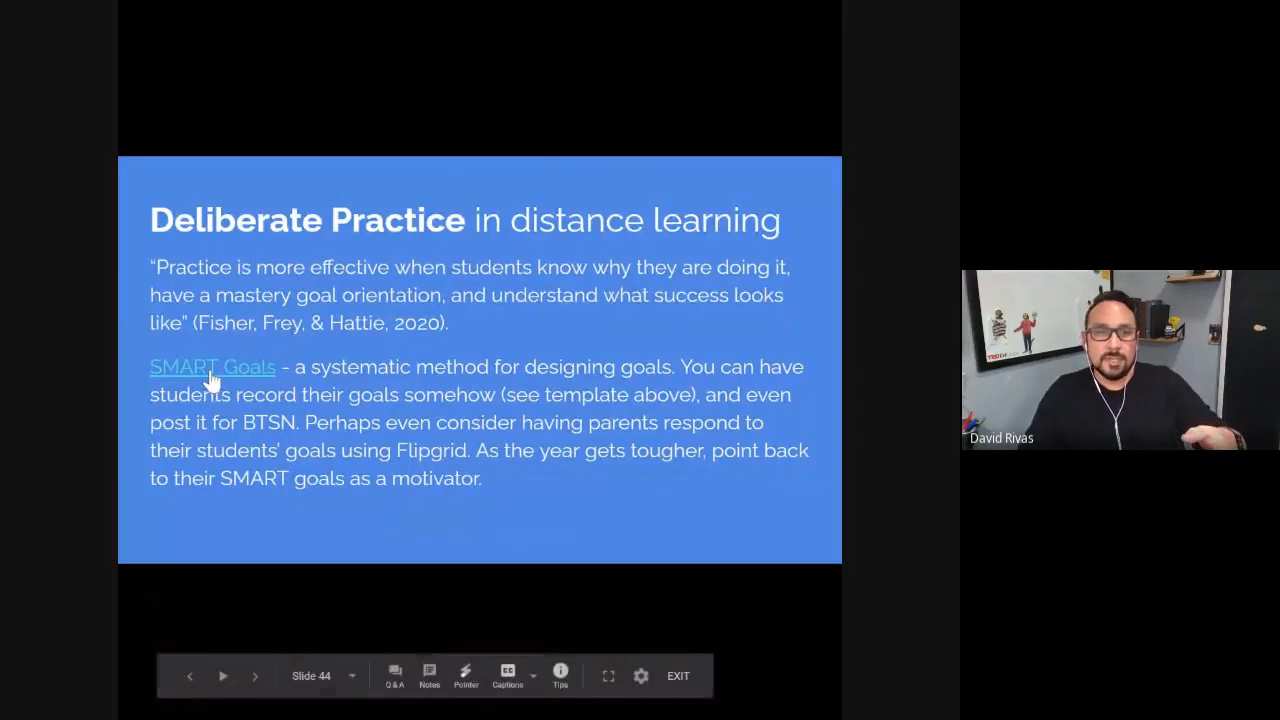 Deliberate Practice in distance learning
“Practice is more effective when students know why they are doing it,
have a mastery goal orientation, and understand what success looks
like” (Fisher, Frey, & Hattie, 2020).
SMART Goals - a systematic method for designing goals. You can have
students record their goals somehow (see template above), and even
post it for BTSN. Perhaps even consider having parents respond to
their students’ goals using Flipgrid. As the year gets tougher, point back
to their SMART goals as a motivator.
David Rivas
Slide 44
Q & A
Notes
Pointer
CC
Captions
Tips
EXIT